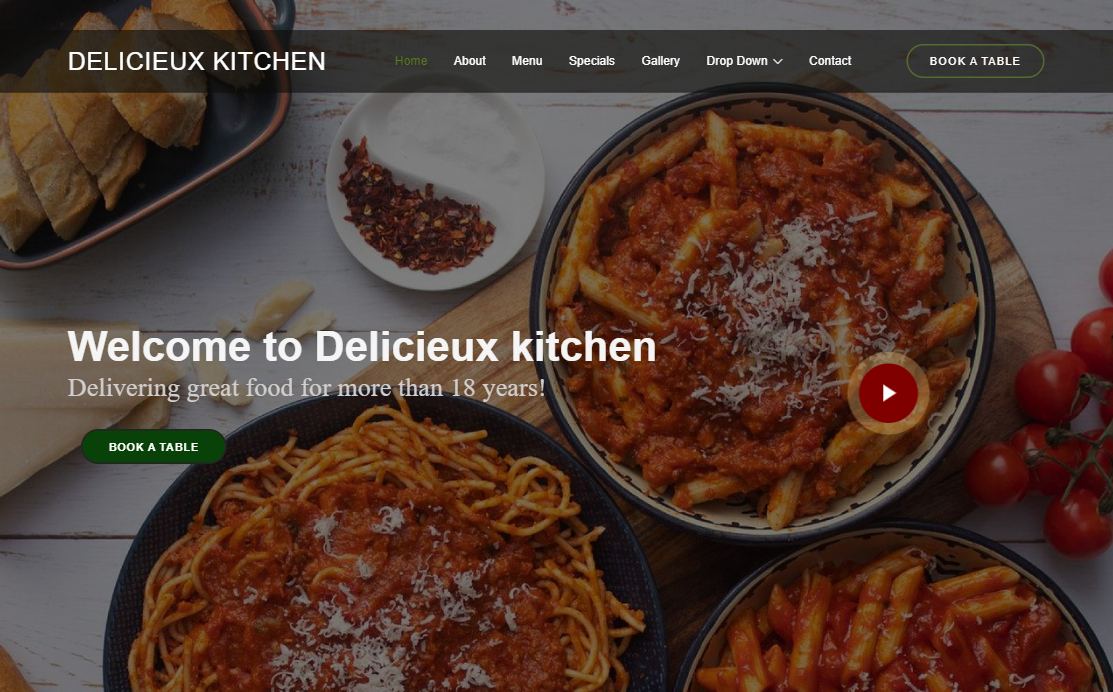 DELICIEUX KITCHEN
Home About Menu Specials Gallery Drop Down Contact BOOK A TABLE
Welcome to Delicieux kitchen
Delivering great food for more than 18 years!
BOOK A TABLE